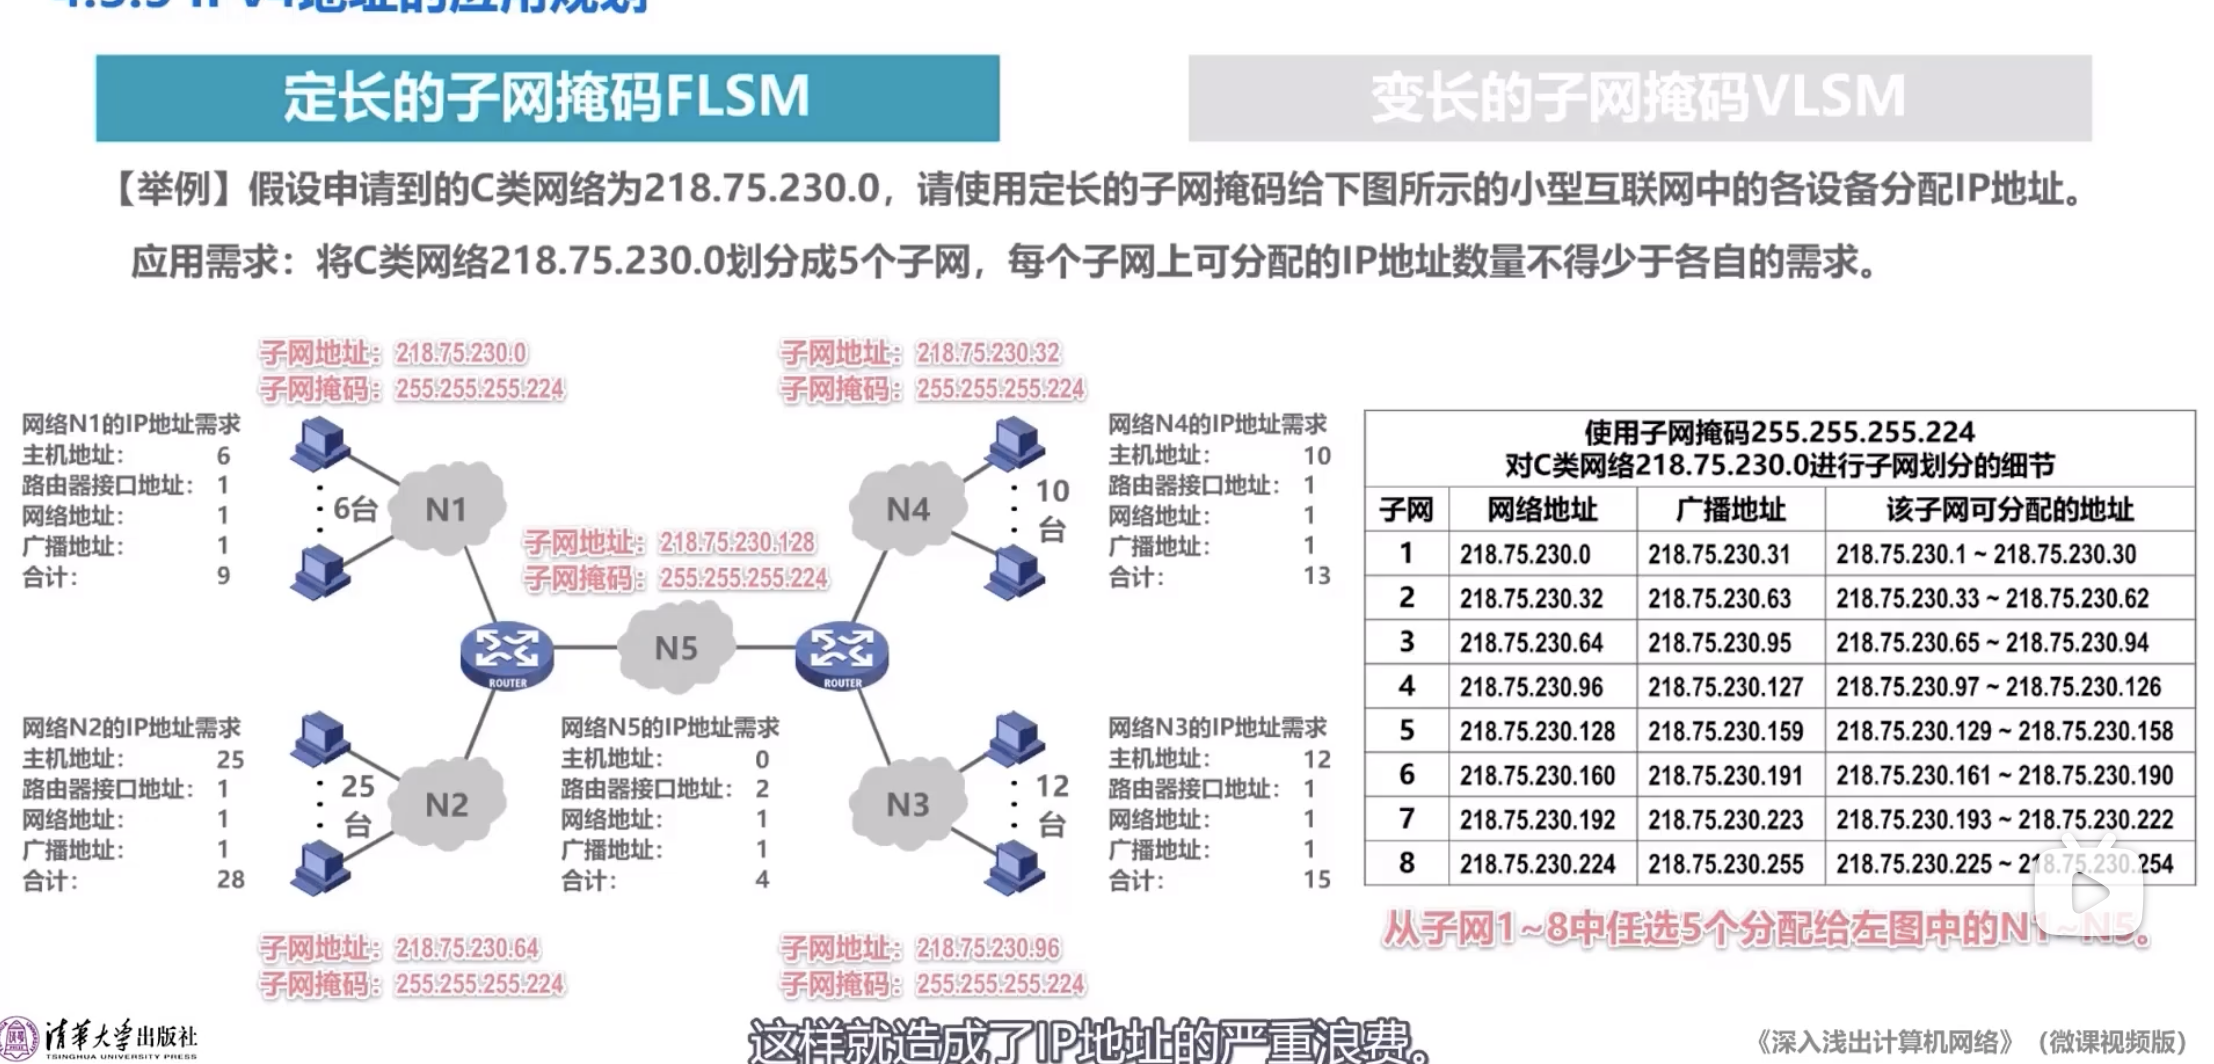 4.3.5 IPv4地址的应用规划
定长的子网掩码FLSM
变长的子网掩码VLSM
【举例】假设申请到的C类网络为218.75.230.0，请使用定长的子网掩码给下图所示的小型互联网中的各设备分配IP地址。
应用需求：将C类网络218.75.230.0划分成5个子网，每个子网上可分配的IP地址数量不得少于各自的需求。
子网地址：218.75.230.0
子网掩码：255.255.255.224
网络N1的IP地址需求
主机地址： 6
路由器接口地址： 1
网络地址： 1
广播地址： 1
合计： 9
6台
N1
子网地址：218.75.230.32
子网掩码：255.255.255.224
网络N4的IP地址需求
主机地址： 10
路由器接口地址： 1
网络地址： 1
广播地址： 1
合计： 13
N4
10
台
子网地址：218.75.230.128
子网掩码：255.255.255.224
ROUTER
N5
ROUTER
网络N2的IP地址需求
主机地址： 25
路由器接口地址： 1
网络地址： 1
广播地址： 1
合计： 28
25
台
N2
网络N5的IP地址需求
主机地址： 0
路由器接口地址： 2
网络地址： 1
广播地址： 1
合计： 4
N3
12
台
网络N3的IP地址需求
主机地址： 12
路由器接口地址： 1
网络地址： 1
广播地址： 1
合计： 15
子网地址：218.75.230.64
子网掩码：255.255.255.224
子网地址：218.75.230.96
子网掩码：255.255.255.224
使用子网掩码255.255.255.224
对C类网络218.75.230.0进行子网划分的细节
子网 网络地址 广播地址 该子网可分配的地址
1 218.75.230.0 218.75.230.31 218.75.230.1 ~ 218.75.230.30
2 218.75.230.32 218.75.230.63 218.75.230.33 ~ 218.75.230.62
3 218.75.230.64 218.75.230.95 218.75.230.65 ~ 218.75.230.94
4 218.75.230.96 218.75.230.127 218.75.230.97 ~ 218.75.230.126
5 218.75.230.128 218.75.230.159 218.75.230.129 ~ 218.75.230.158
6 218.75.230.160 218.75.230.191 218.75.230.161 ~ 218.75.230.190
7 218.75.230.192 218.75.230.223 218.75.230.193 ~ 218.75.230.222
8 218.75.230.224 218.75.230.255 218.75.230.225 ~ 218.75.230.254
从子网1~8中任选5个分配给左图中的N1~N5。
清华大学出版社
TSINGHUA UNIVERSITY PRESS
这样就造成了IP地址的严重浪费。
《深入浅出计算机网络》（微课视频版）